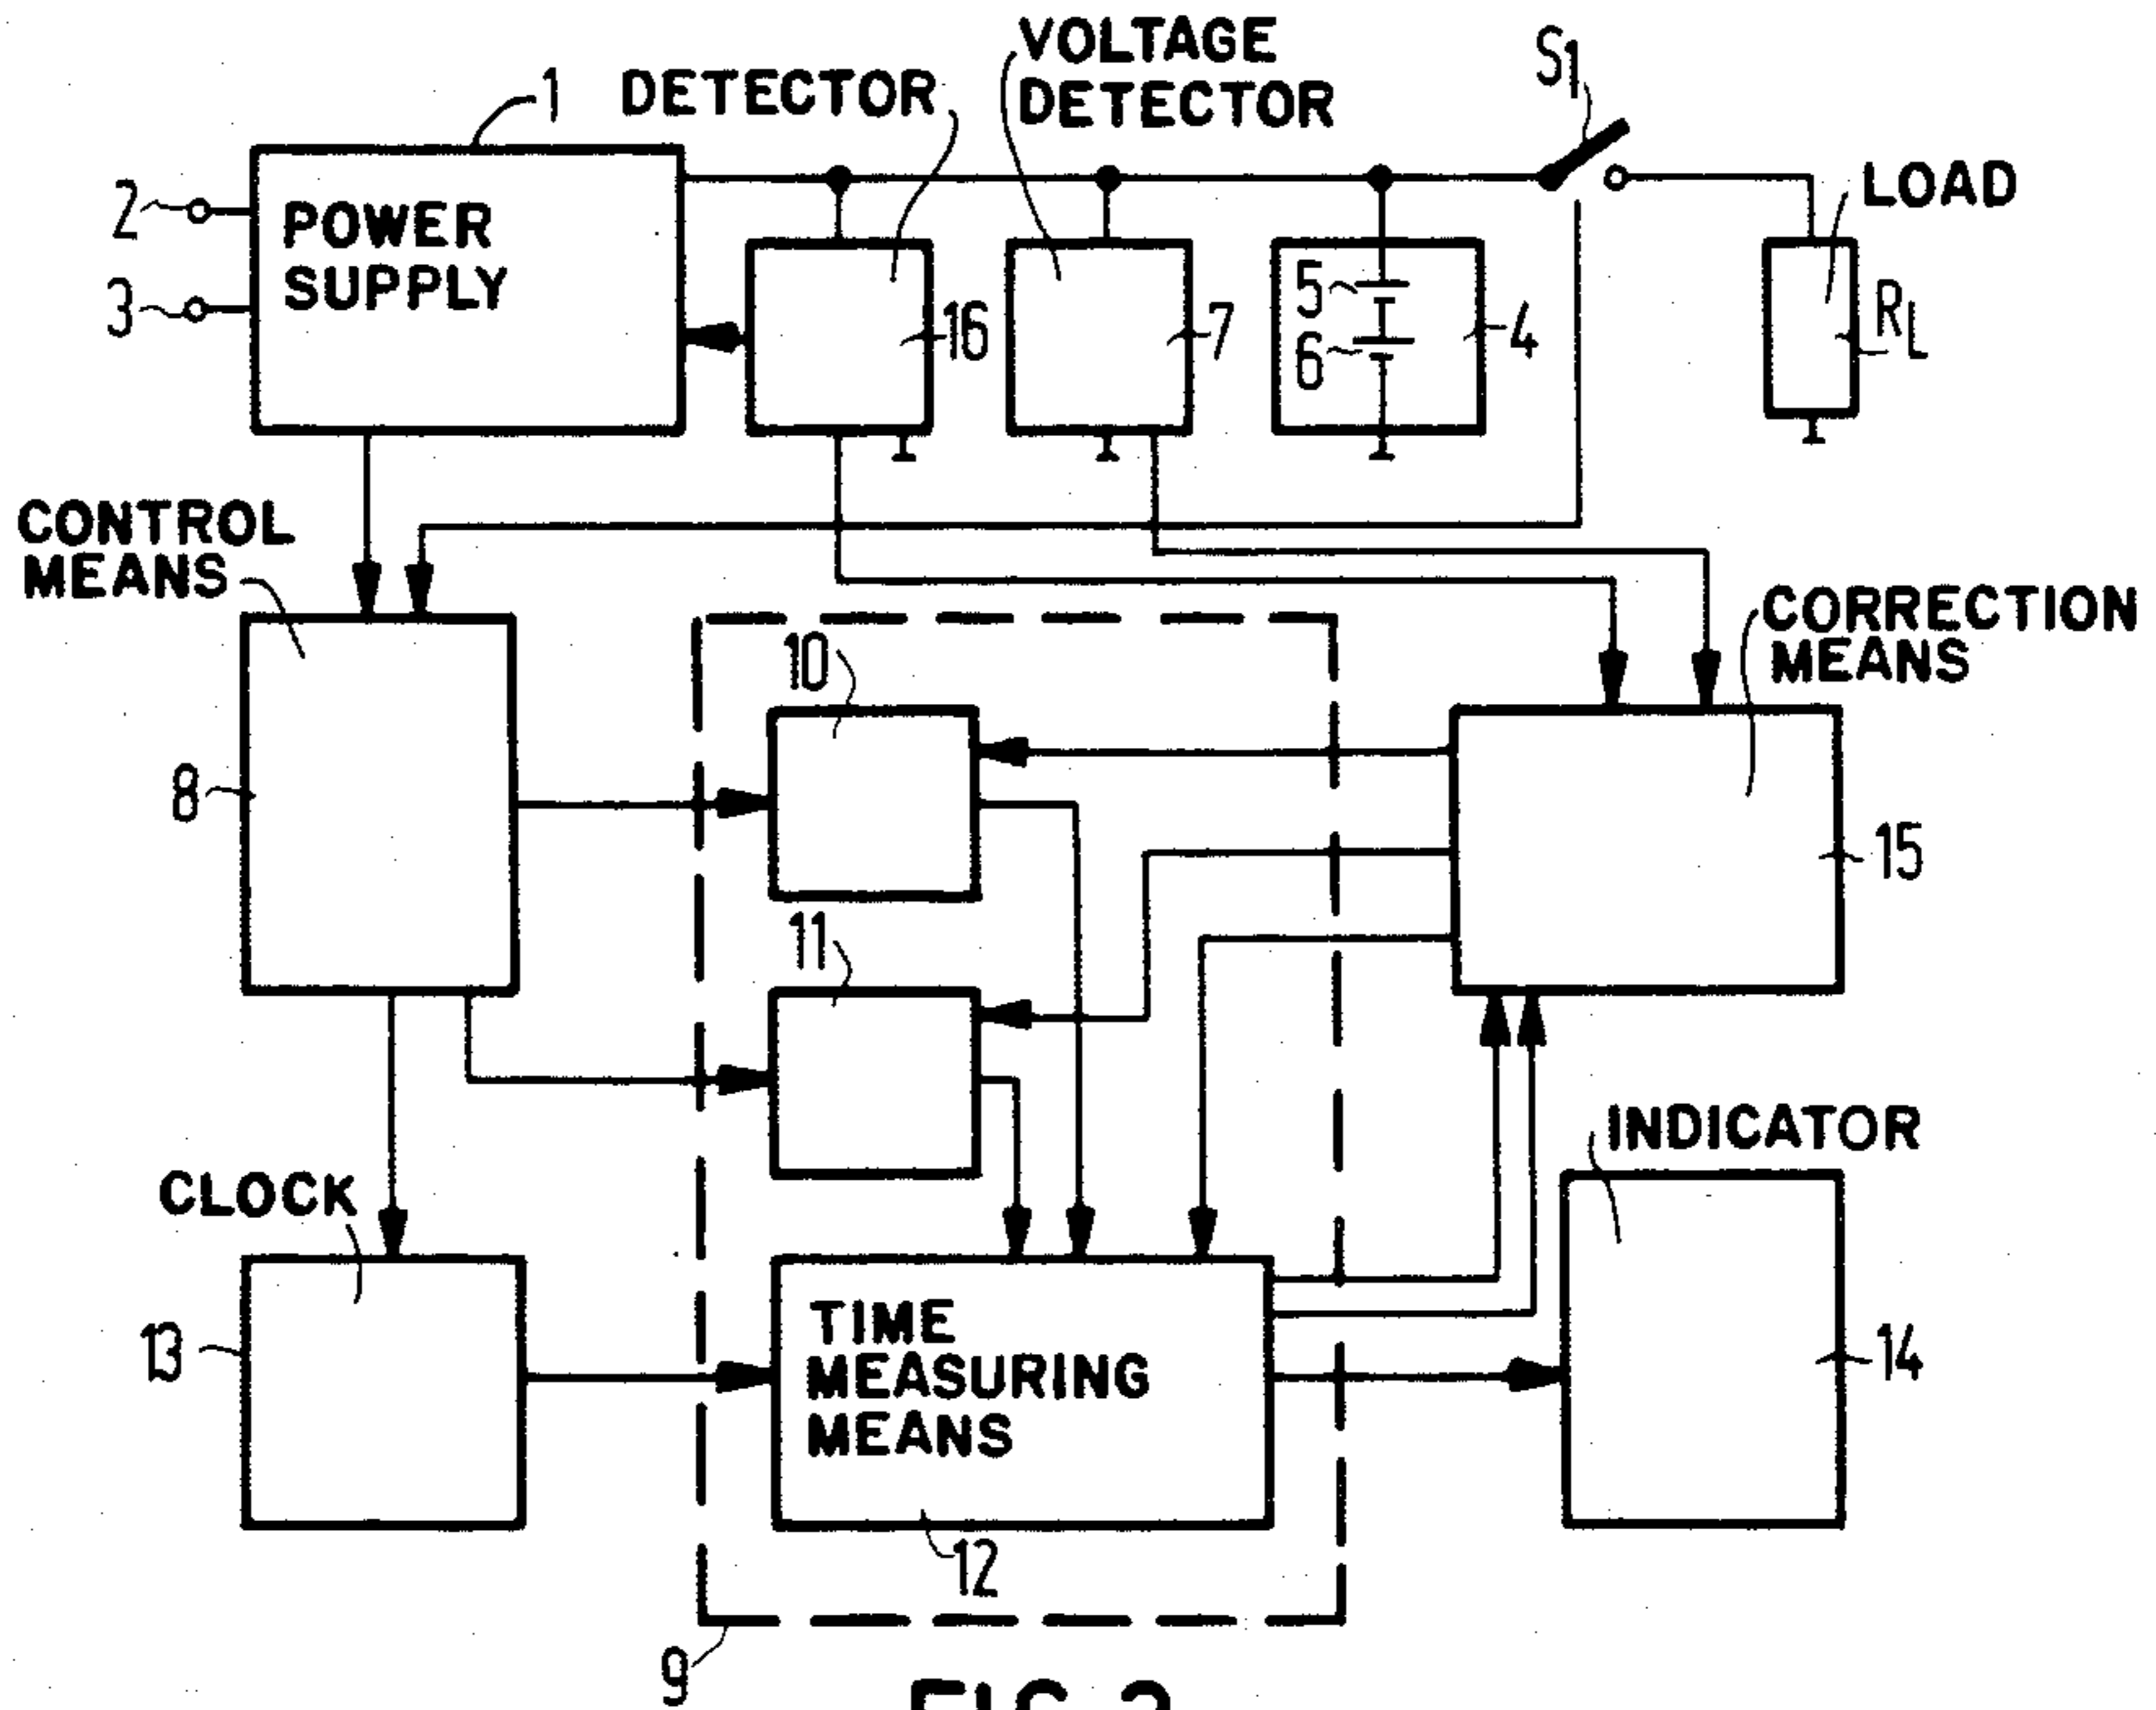 VOLTAGE
DETECTOR
DETECTOR
1
S1
2
3
POWER
SUPPLY
16
7
5
6
4
LOAD
RL
CONTROL
MEANS
8
10
11
CORRECTION
MEANS
15
CLOCK
13
TIME
MEASURING
MEANS
12
INDICATOR
14
9